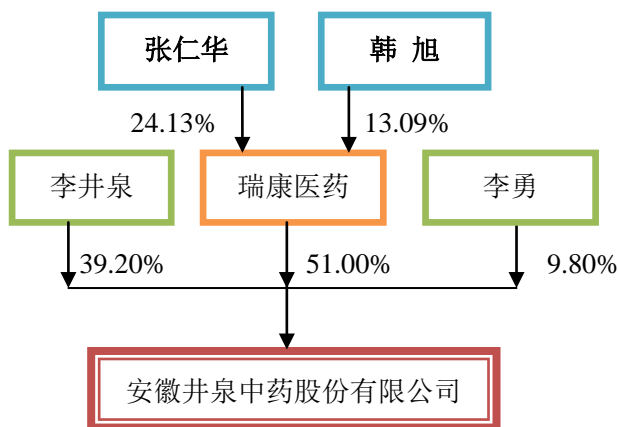 张仁华 韩 旭
24.13% 13.09%
李井泉 瑞康医药 李勇
39.20% 51.00% 9.80%
安徽井泉中药股份有限公司